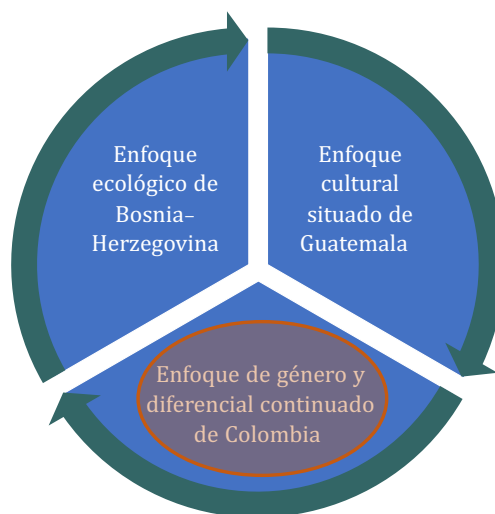 Enfoque
ecológico de
Bosnia–
Herzegovina
Enfoque
cultural
situado de
Guatemala
Enfoque de género y
diferencial continuado
de Colombia